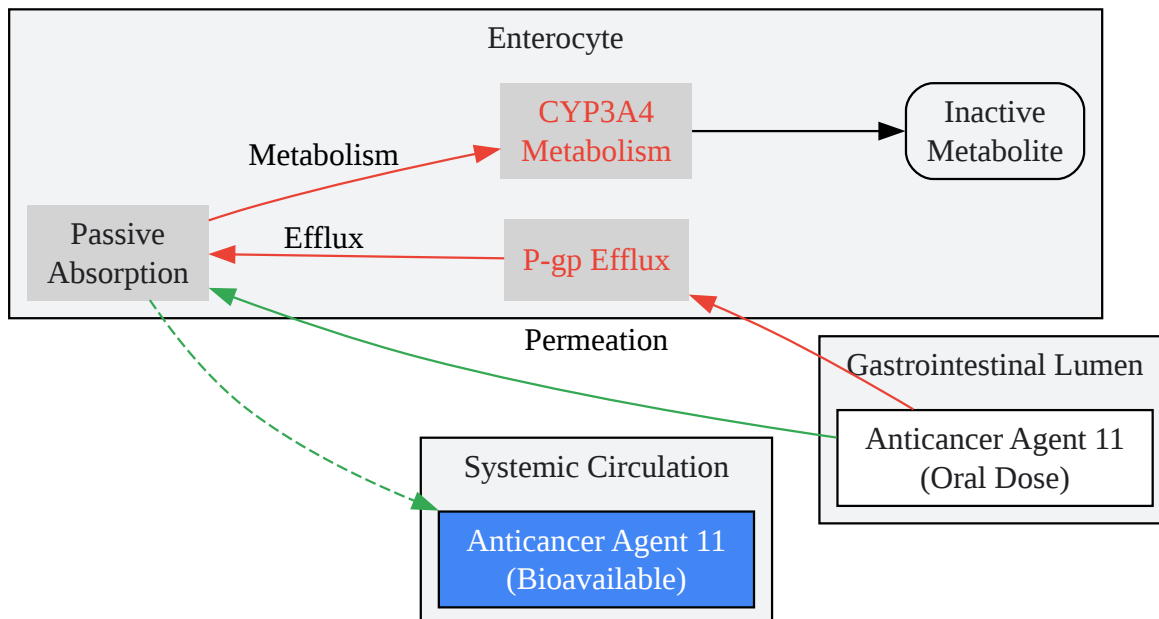 Enterocyte
CYP3A4
Metabolism
Inactive
Metabolite
Metabolism
Passive
Absorption
Efflux
P-gp Efflux
Permeation
Gastrointestinal Lumen
Anticancer Agent 11
(Oral Dose)
Systemic Circulation
Anticancer Agent 11
(Bioavailable)